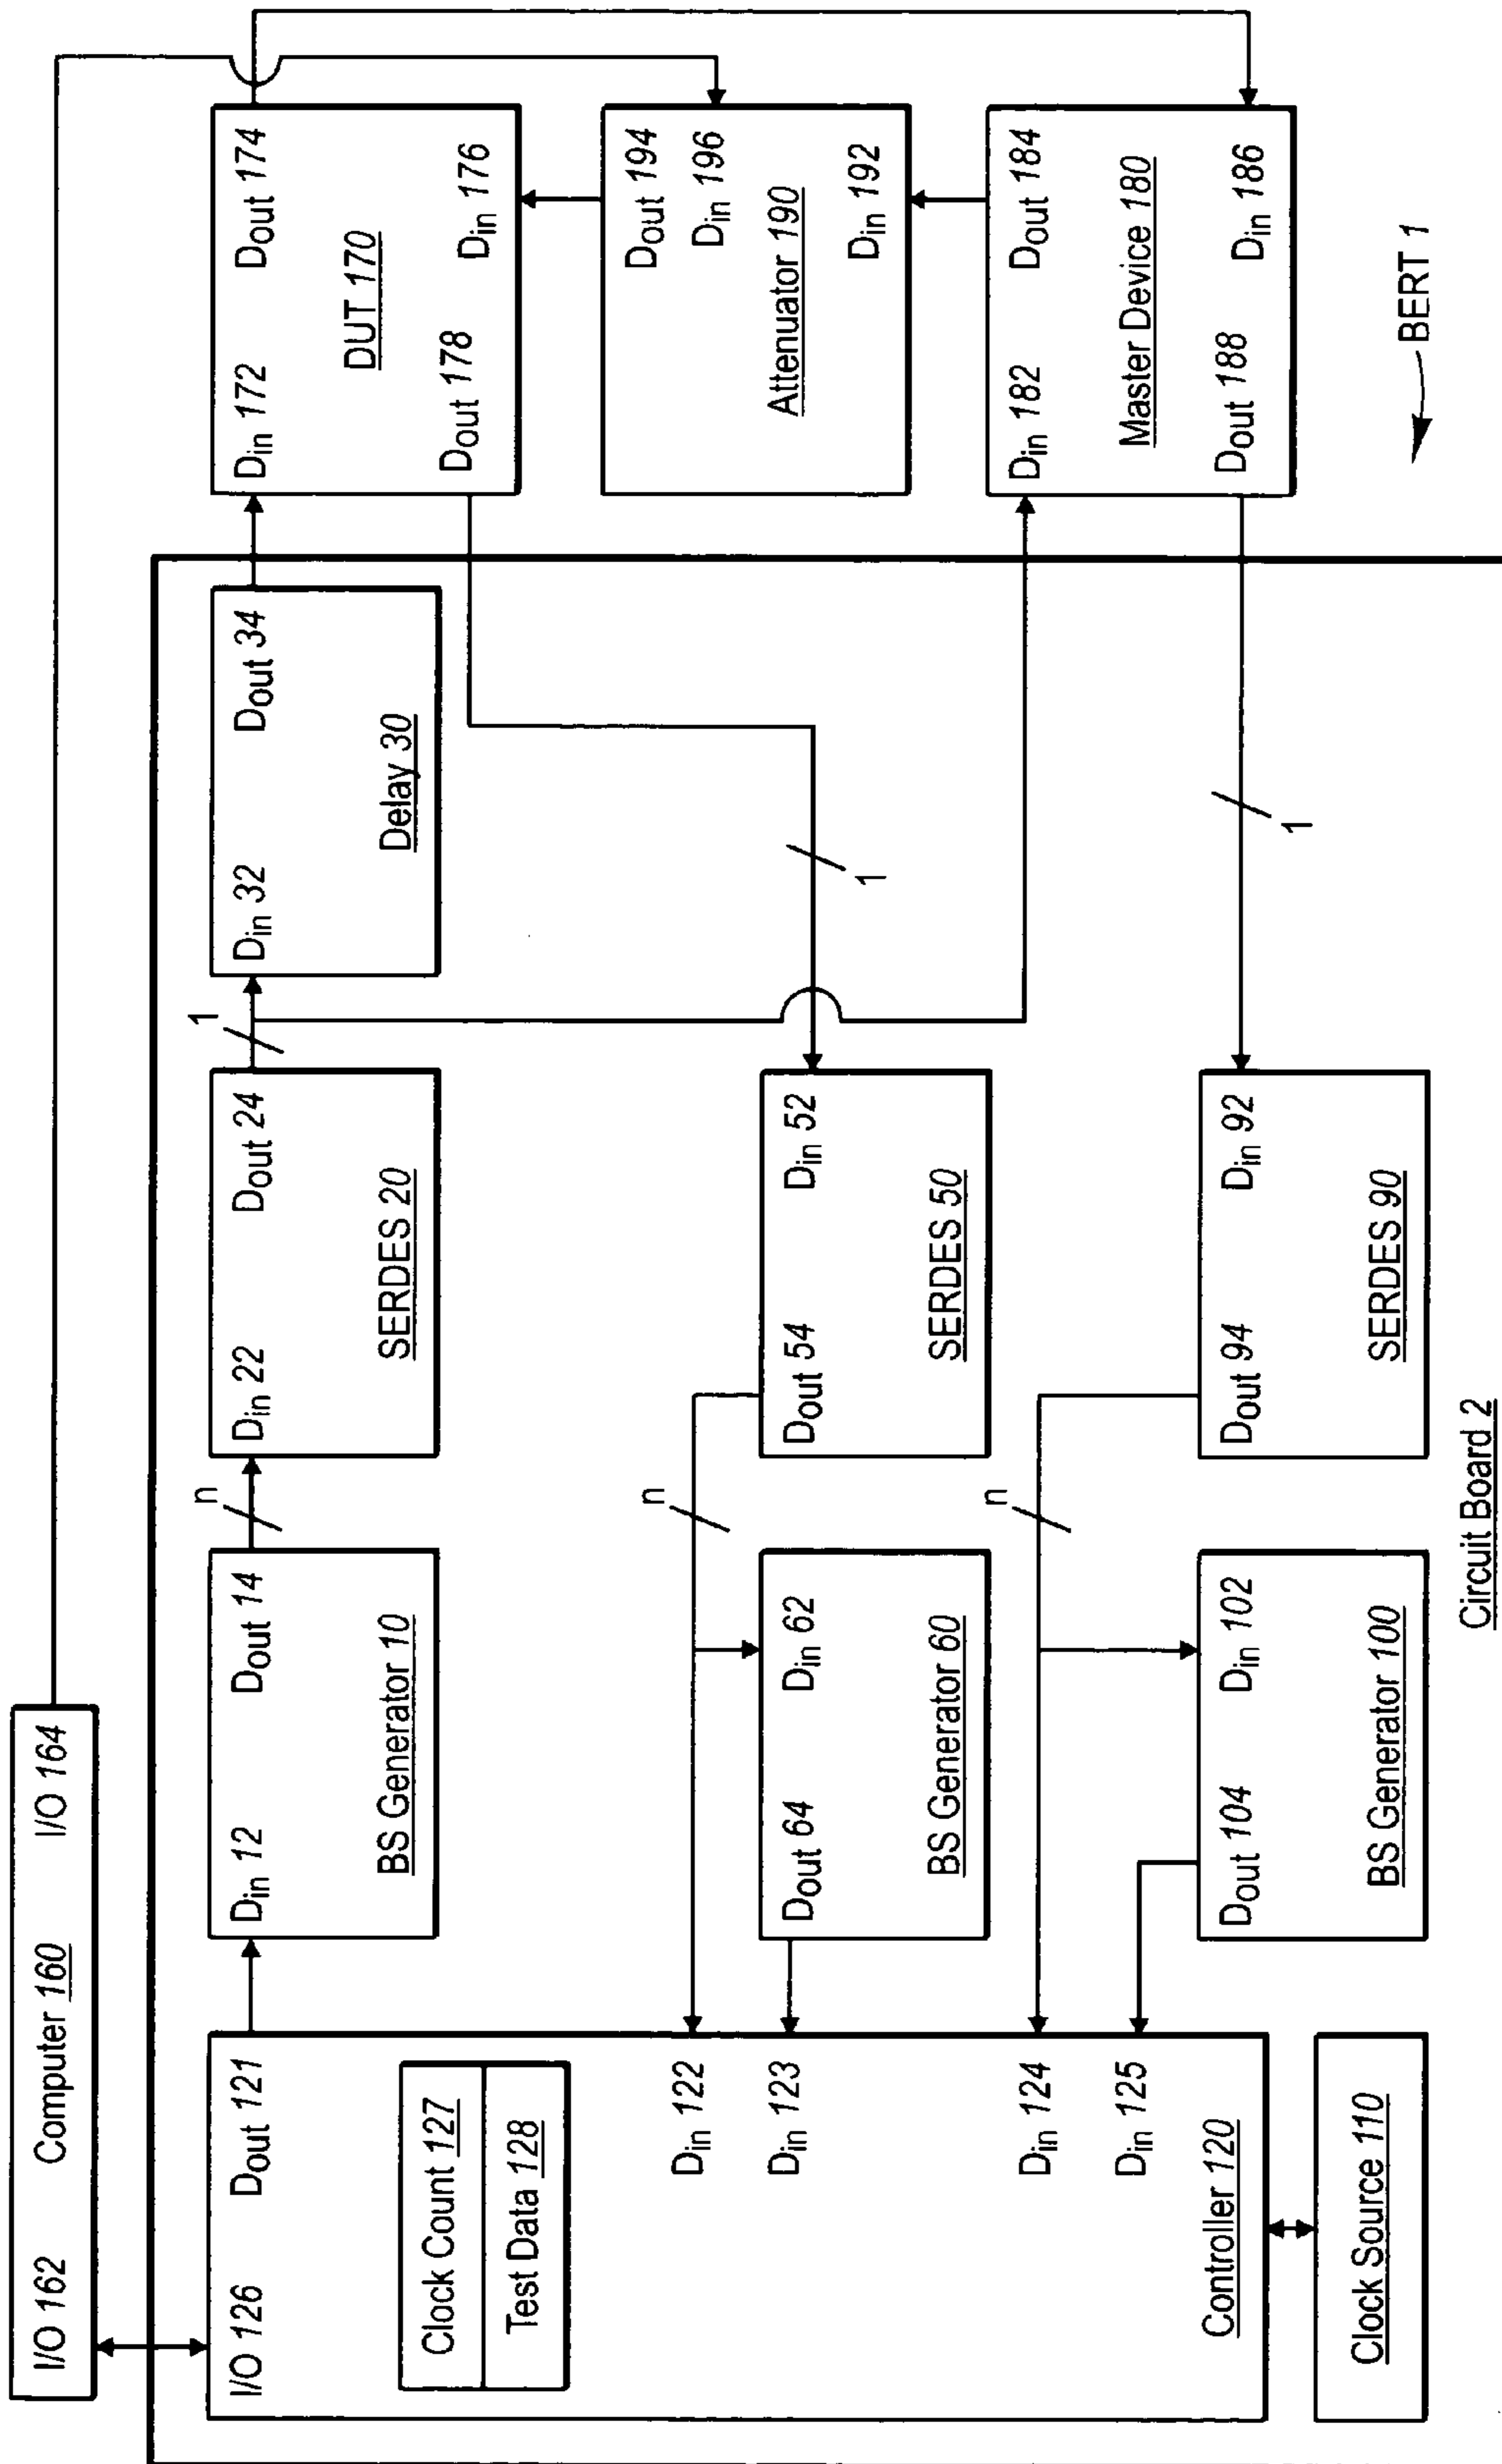 I/O 162 Computer 160 I/O 164
I/O 126 Dout 121
Clock Count 127
Test Data 128
Din 122
Din 123
Din 124
Din 125
Controller 120
Clock Source 110
Din 12 Dout 14
BS Generator 10
n
Din 22 Dout 24
SERDES 20
1
Din 32 Dout 34
Delay 30
Din 172 Dout 174
DUT 170
Dout 178 Din 176
Dout 64 Din 62
BS Generator 60
n
Dout 54 Din 52
SERDES 50
1
Dout 194
Din 196
Attenuator 190
Din 192
Dout 104 Din 102
BS Generator 100
n
Dout 94 Din 92
SERDES 90
1
Din 182 Dout 184
Master Device 180
Dout 188 Din 186
Circuit Board 2
BERT 1